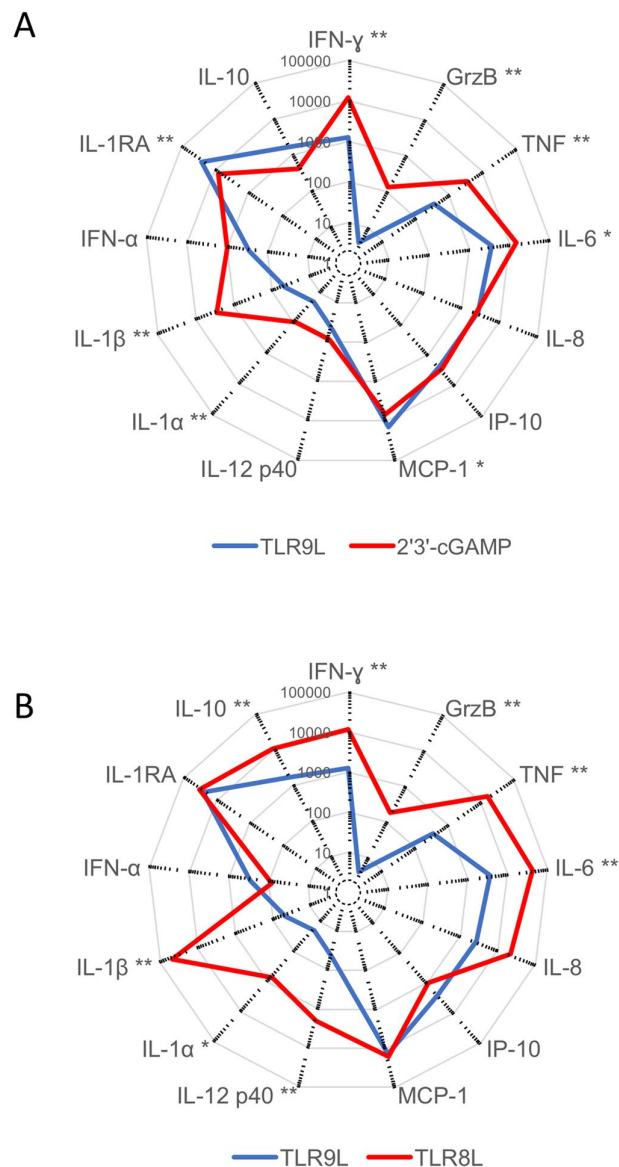 A
IFN-ɣ **
IL-10
GrzB **
100000
10000
1000
100
10
1
IL-1RA **
TNF **
IFN-α
IL-6 *
IL-1β **
IL-8
IL-1α **
IP-10
IL-12 p40
MCP-1 *
TLR9L 2'3'-cGAMP
B
IFN-ɣ **
IL-10 **
GrzB **
100000
10000
1000
100
10
1
IL-1RA
TNF **
IFN-α
IL-6 **
IL-1β **
IL-8
IL-1α *
IP-10
IL-12 p40 **
MCP-1
TLR9L TLR8L